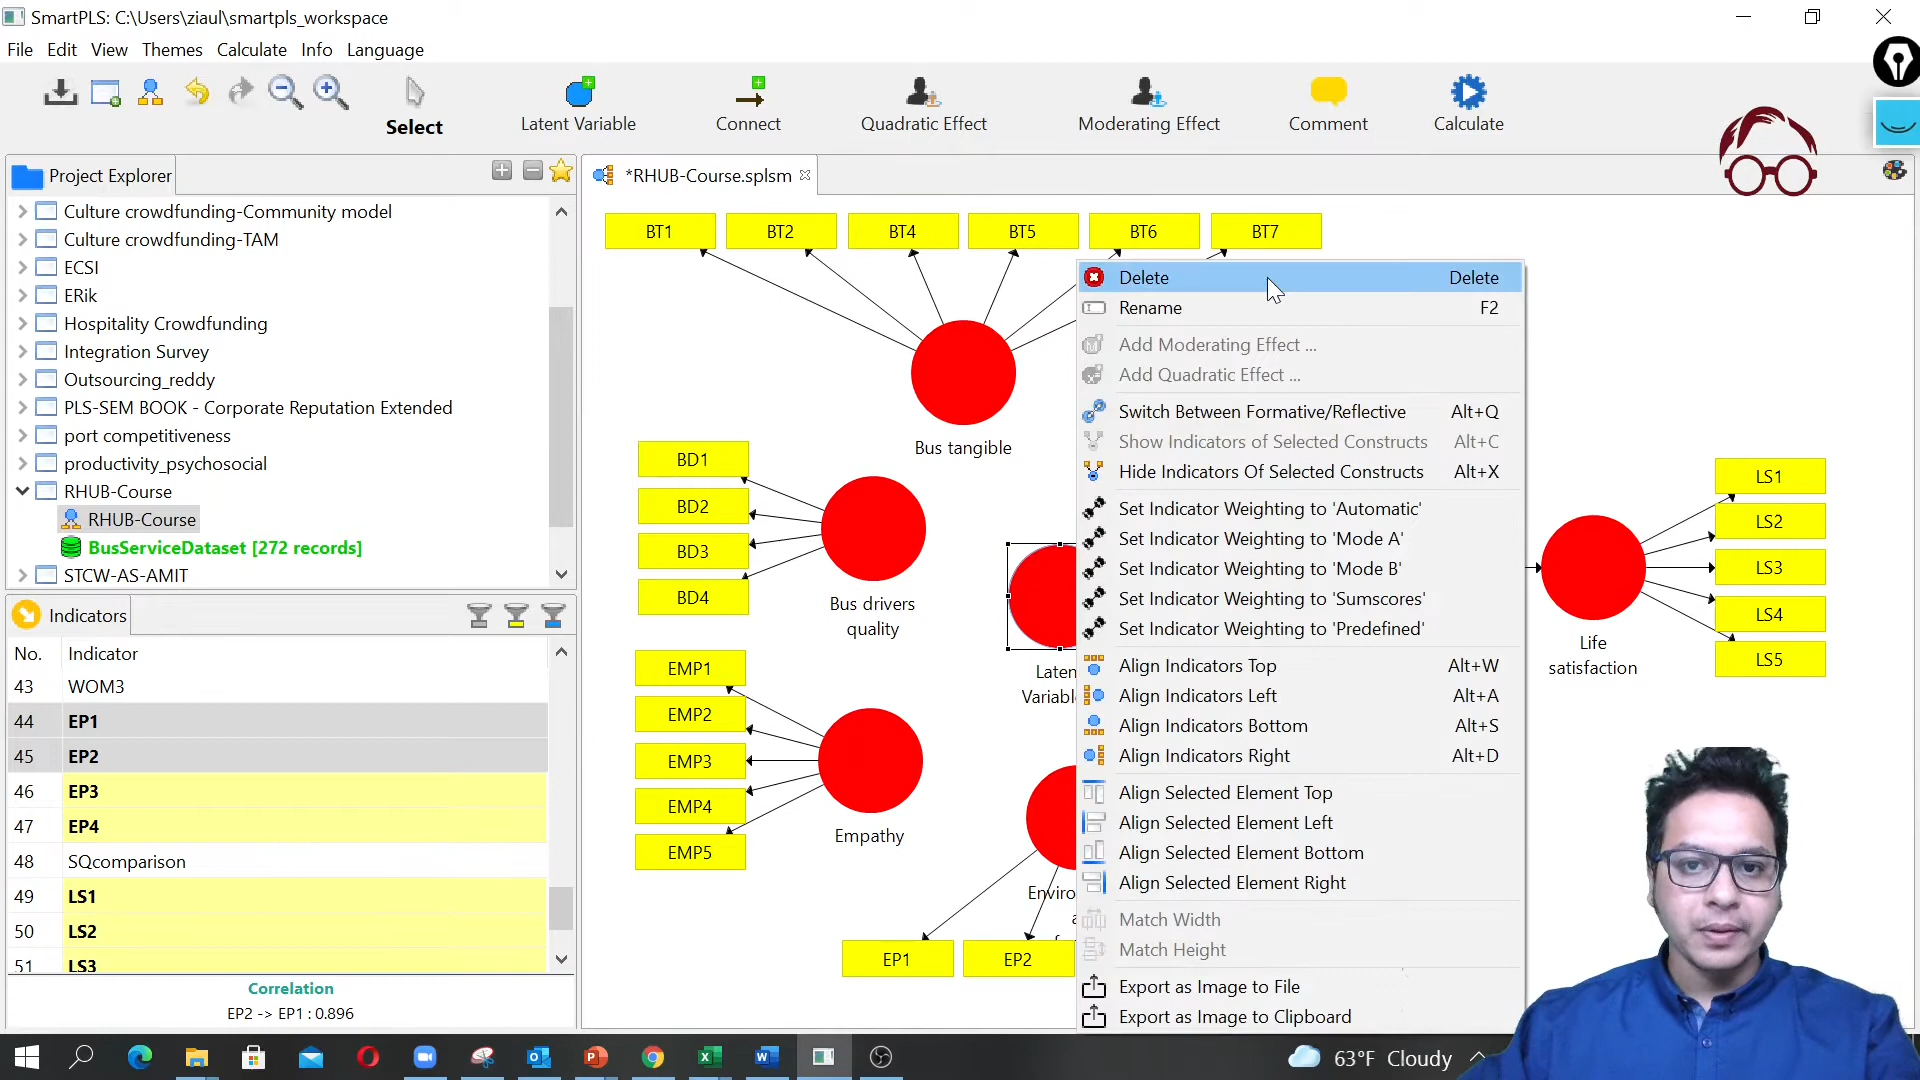 SmartPLS: C:\Users\ziaul\smartpls_workspace
File Edit View Themes Calculate Info Language
Select
Latent Variable
Connect
Quadratic Effect
Moderating Effect
Comment
Calculate
Project Explorer
*RHUB-Course.splsm
Culture crowdfunding-Community model
Culture crowdfunding-TAM
ECSI
ERik
Hospitality Crowdfunding
Integration Survey
Outsourcing_reddy
PLS-SEM BOOK - Corporate Reputation Extended
port competitiveness
productivity_psychosocial
RHUB-Course
RHUB-Course
BusServiceDataset [272 records]
STCW-AS-AMIT
Indicators
No. Indicator
43 WOM3
44 EP1
45 EP2
46 EP3
47 EP4
48 SQcomparison
49 LS1
50 LS2
51 LS3
Correlation
EP2 -> EP1 : 0.896
BT1 BT2 BT4 BT5 BT6 BT7
Bus tangible
BD1
BD2
BD3
BD4
Bus drivers
quality
EMP1
EMP2
EMP3
EMP4
EMP5
Empathy
EP1 EP2
LS1
LS2
LS3
LS4
LS5
Life
satisfaction
Delete Delete
Rename F2
Add Moderating Effect ...
Add Quadratic Effect ...
Switch Between Formative/Reflective Alt+Q
Show Indicators of Selected Constructs Alt+C
Hide Indicators Of Selected Constructs Alt+X
Set Indicator Weighting to 'Automatic'
Set Indicator Weighting to 'Mode A'
Set Indicator Weighting to 'Mode B'
Set Indicator Weighting to 'Sumscores'
Set Indicator Weighting to 'Predefined'
Align Indicators Top Alt+W
Align Indicators Left Alt+A
Align Indicators Bottom Alt+S
Align Indicators Right Alt+D
Align Selected Element Top
Align Selected Element Left
Align Selected Element Bottom
Align Selected Element Right
Match Width
Match Height
Export as Image to File
Export as Image to Clipboard
63°F Cloudy